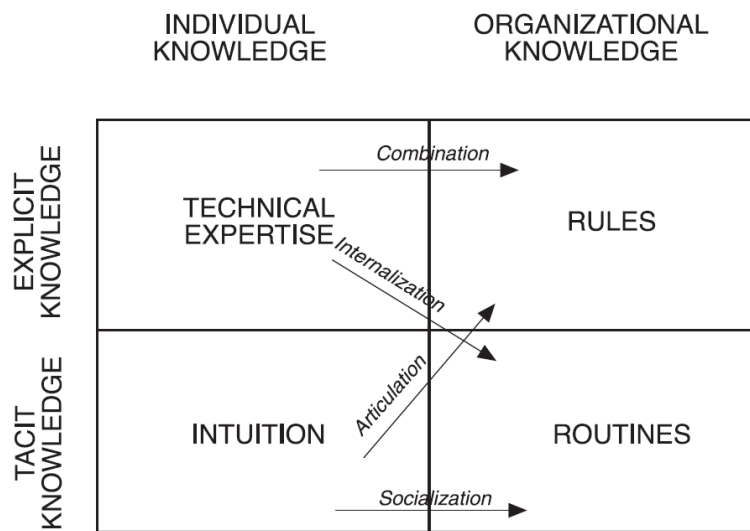 INDIVIDUAL
KNOWLEDGE
ORGANIZATIONAL
KNOWLEDGE
EXPLICIT
KNOWLEDGE
Combination
TECHNICAL
EXPERTISE
RULES
Internalization
TACIT
KNOWLEDGE
Articulation
INTUITION
ROUTINES
Socialization